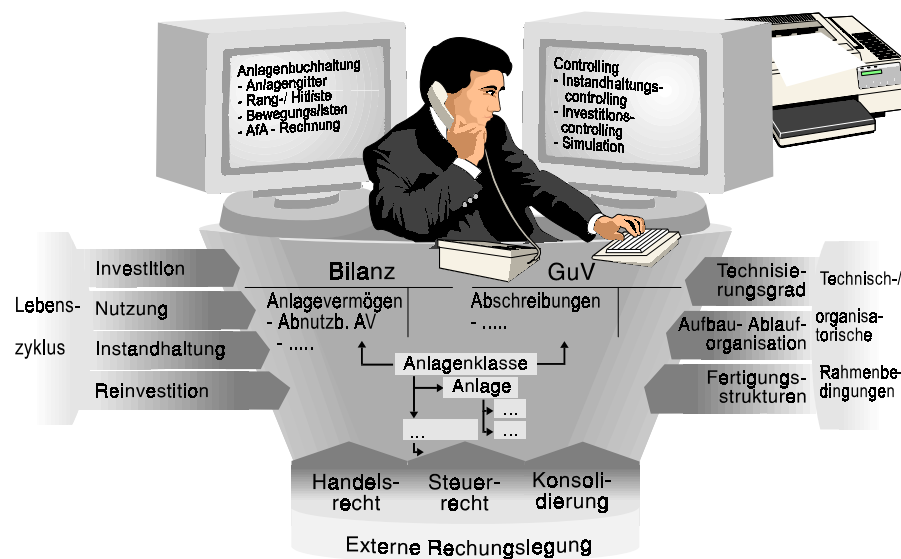 Anlagenbuchhaltung
- Anlagengitter
- Rang-/ Hitliste
- Bewegungslsten
- AfA - Rechnung
Controlling
- Instandhaltungs-
controlling
- Investitions-
controlling
- Simulation
Lebens-
zyklus
Investition
Nutzung
Instandhaltung
Reinvestition
Bilanz
Anlagevermögen
- Abnutzb. AV
- .....
GuV
Abschreibungen
- .....
Anlagenklasse
Anlage
...
...
...
Technisie-
rungsgrad
Aufbau- Ablauf-
organisation
Fertigungs-
strukturen
Technisch-/
organisa-
torische
Rahmenbe-
dingungen
Handels-
recht
Steuer-
recht
Konsoli-
dierung
Externe Rechungslegung